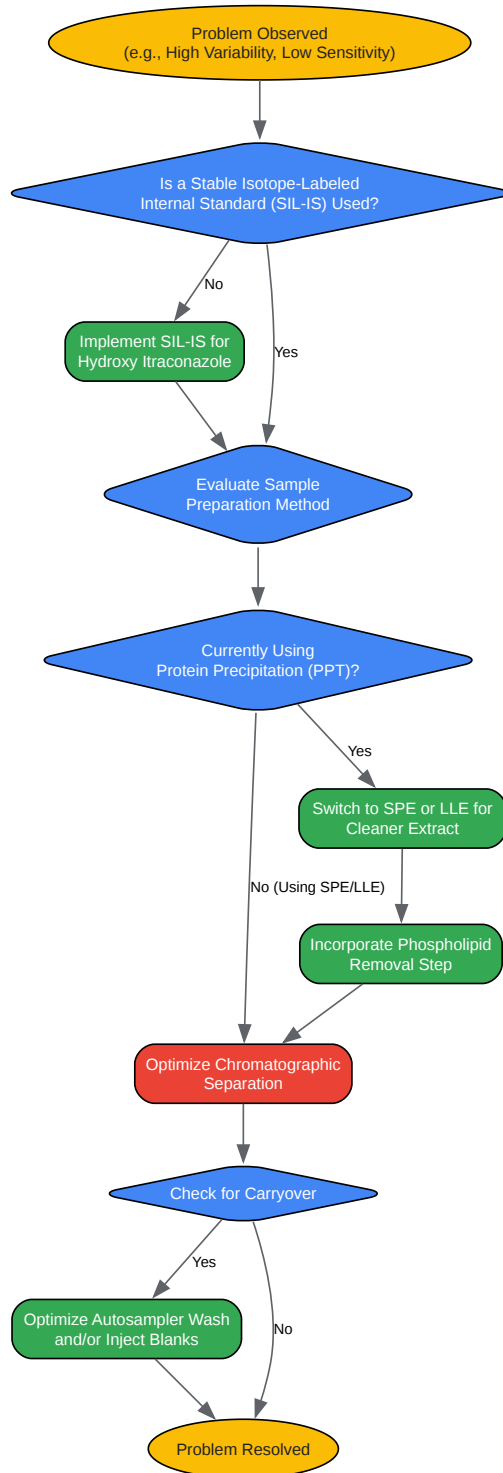 Problem Observed
(e.g., High Variability, Low Sensitivity)
Is a Stable Isotope-Labeled
Internal Standard (SIL-IS) Used?
No
Implement SIL-IS for
Hydroxy Itraconazole
Yes
Evaluate Sample
Preparation Method
Currently Using
Protein Precipitation (PPT)?
Yes
Switch to SPE or LLE for
Cleaner Extract
No (Using SPE/LLE)
Incorporate Phospholipid
Removal Step
Optimize Chromatographic
Separation
Check for Carryover
Yes
Optimize Autosampler Wash
and/or Inject Blanks
No
Problem Resolved